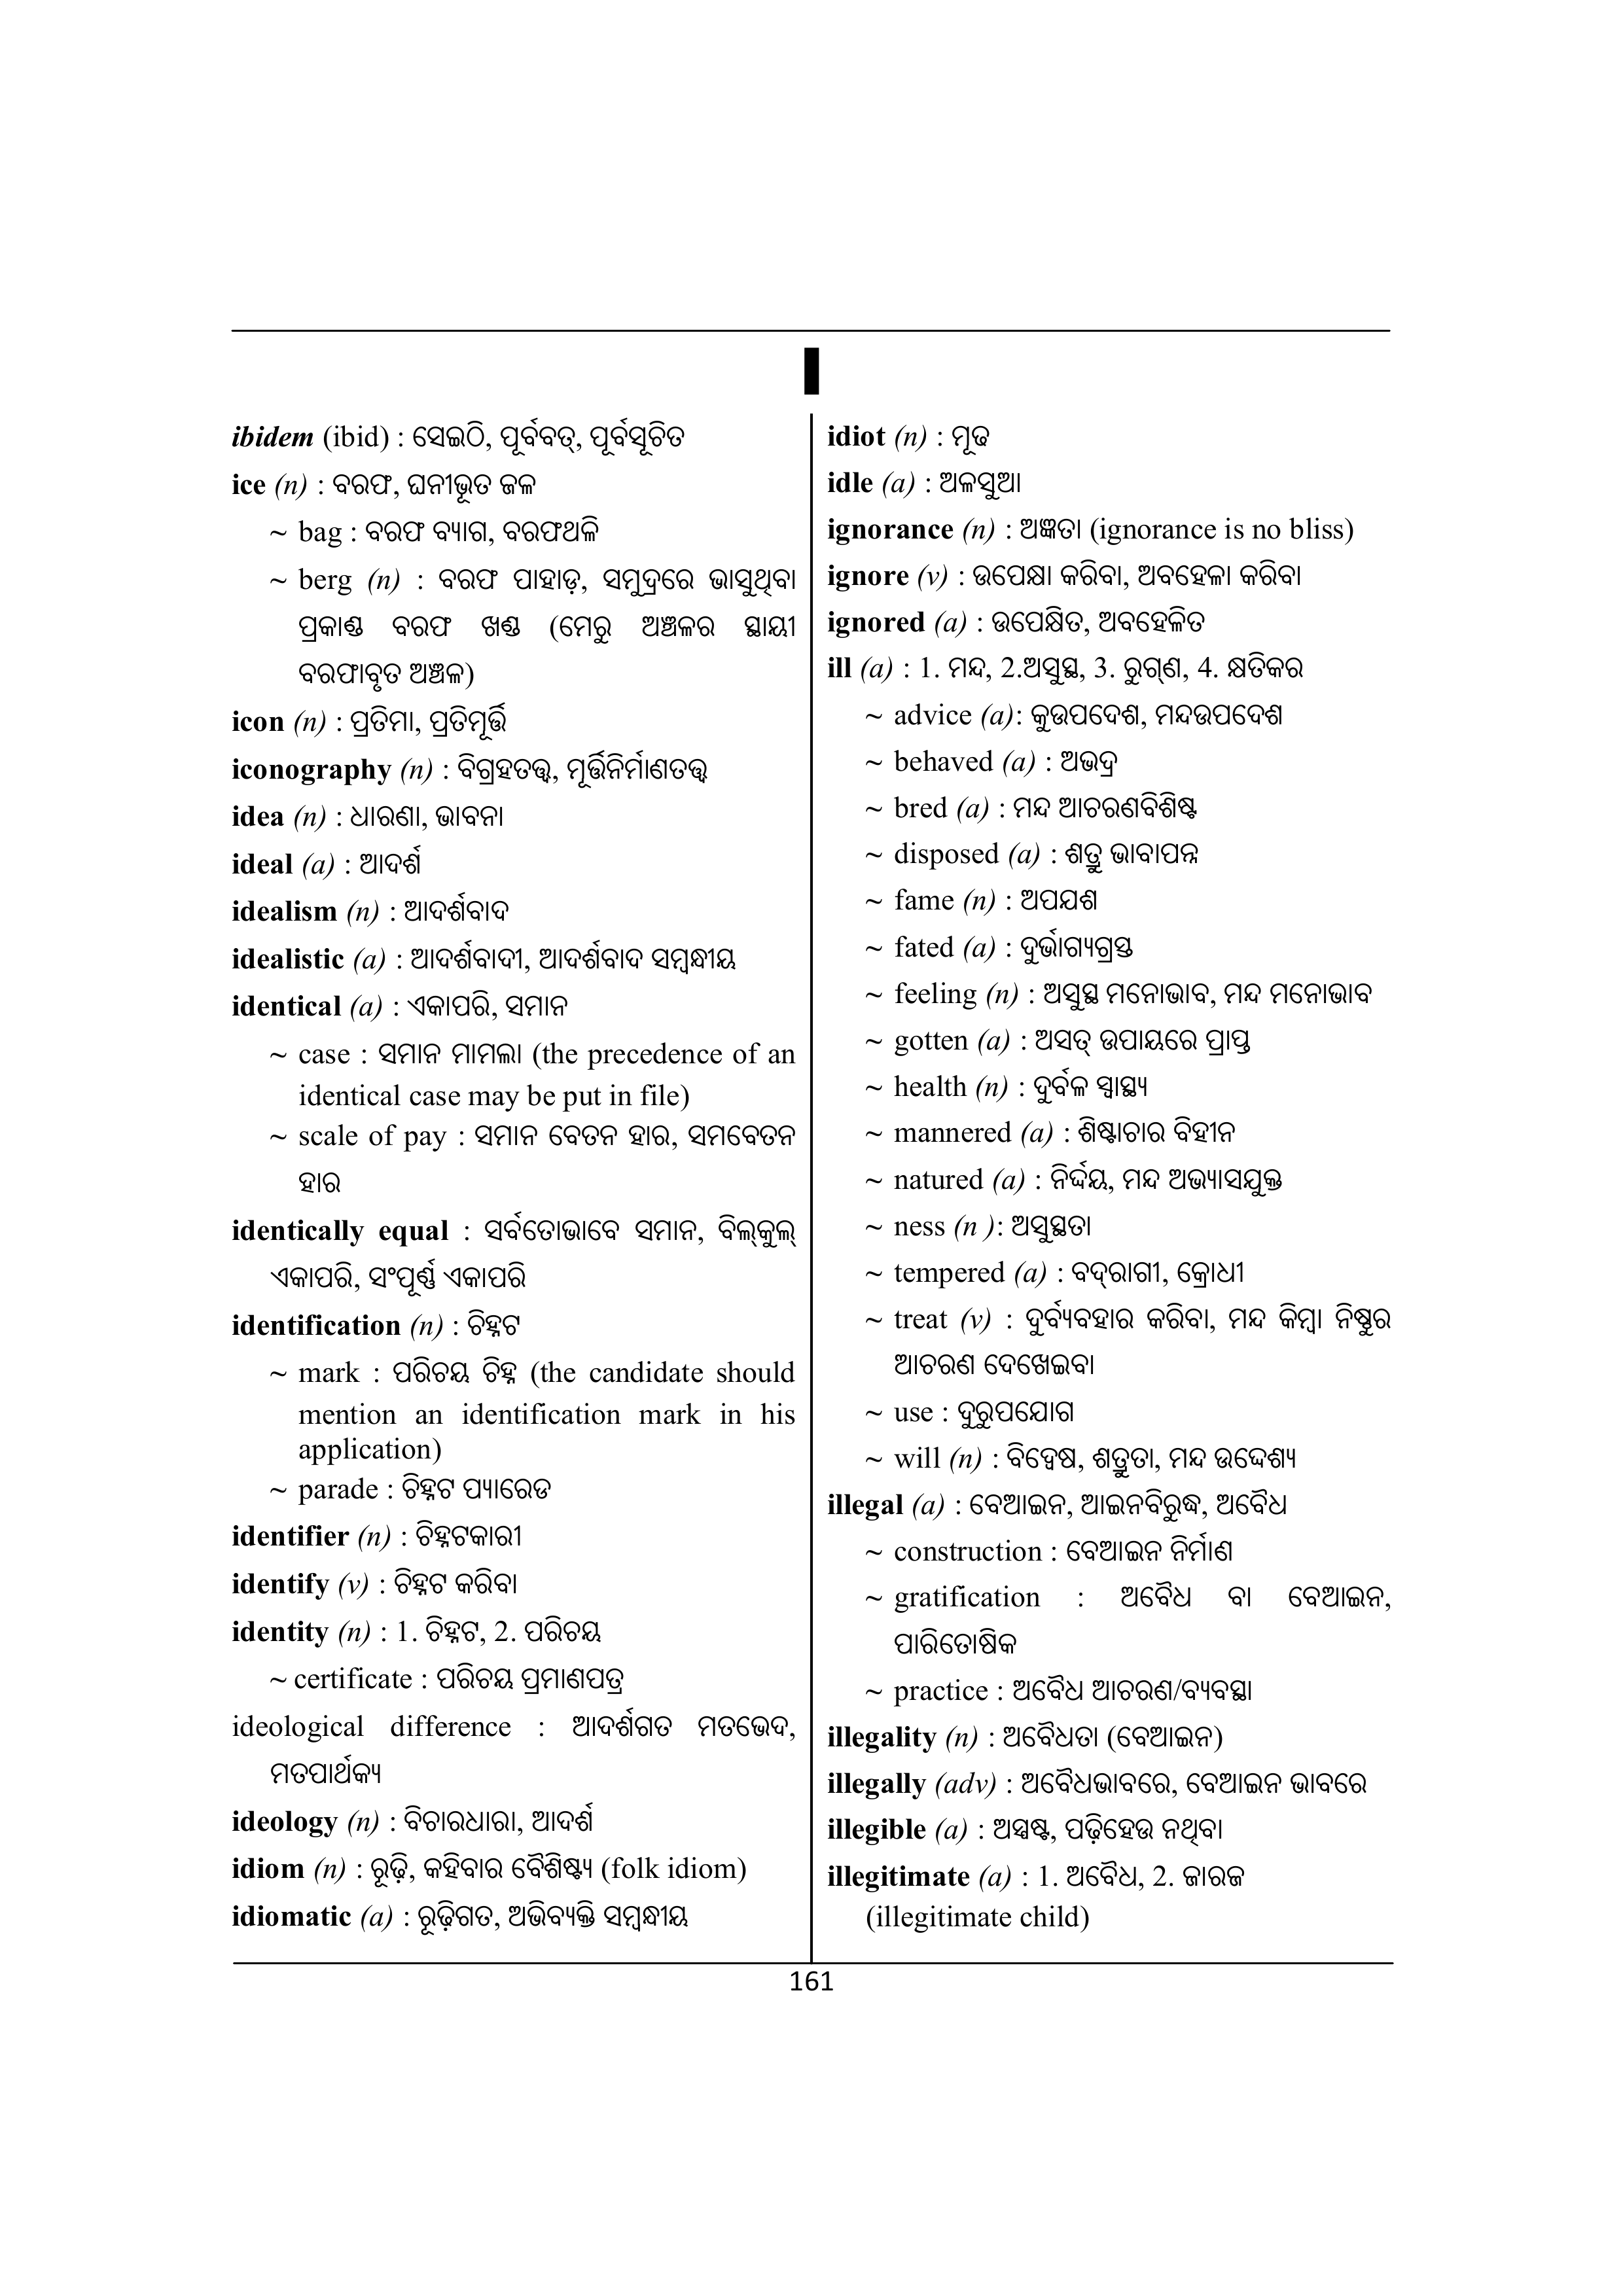 I
ibidem (ibid) : ସେଇଠି, ପୂର୍ବବତ୍, ପୂର୍ବସୂଚିତ
ice (n) : ବରଫ, ଘନୀଭୂତ ଜଳ
~ bag : ବରଫ ବ୍ୟାଗ, ବରଫଥଳି
~ berg (n) : ବରଫ ପାହାଡ଼, ସମୁଦ୍ରରେ ଭାସୁଥିବା
ପ୍ରକାଣ୍ଡ ବରଫ ଖଣ୍ଡ (ମେରୁ ଅଞ୍ଚଳର ସ୍ଥାୟୀ
ବରଫାବୃତ ଅଞ୍ଚଳ)
icon (n) : ପ୍ରତିମା, ପ୍ରତିମୂର୍ତ୍ତି
iconography (n) : ବିଗ୍ରହତତ୍ତ୍ଵ, ମୂର୍ତ୍ତିନିର୍ମାଣତତ୍ତ୍ଵ
idea (n) : ଧାରଣା, ଭାବନା
ideal (a) : ଆଦର୍ଶ
idealism (n) : ଆଦର୍ଶବାଦ
idealistic (a) : ଆଦର୍ଶବାଦୀ, ଆଦର୍ଶବାଦ ସମ୍ବନ୍ଧୀୟ
identical (a) : ଏକାପରି, ସମାନ
~ case : ସମାନ ମାମଲା (the precedence of an
identical case may be put in file)
~ scale of pay : ସମାନ ବେତନ ହାର, ସମବେତନ
ହାର
identically equal : ସର୍ବତୋଭାବେ ସମାନ, ବିଲ୍‌କୁଲ୍
ଏକାପରି, ସଂପୂର୍ଣ୍ଣ ଏକାପରି
identification (n) : ଚିହ୍ନଟ
~ mark : ପରିଚୟ ଚିହ୍ନ (the candidate should
mention an identification mark in his
application)
~ parade : ଚିହ୍ନଟ ପ୍ୟାରେଡ
identifier (n) : ଚିହ୍ନଟକାରୀ
identify (v) : ଚିହ୍ନଟ କରିବା
identity (n) : 1. ଚିହ୍ନଟ, 2. ପରିଚୟ
~ certificate : ପରିଚୟ ପ୍ରମାଣପତ୍ର
ideological difference : ଆଦର୍ଶଗତ ମତଭେଦ,
ମତପାର୍ଥକ୍ୟ
ideology (n) : ବିଚାରଧାରା, ଆଦର୍ଶ
idiom (n) : ରୂଢ଼ି, କହିବାର ବୈଶିଷ୍ଟ୍ୟ (folk idiom)
idiomatic (a) : ରୂଢ଼ିଗତ, ଅଭିବ୍ୟକ୍ତି ସମ୍ବନ୍ଧୀୟ
idiot (n) : ମୂଢ
idle (a) : ଅଳସୁଆ
ignorance (n) : ଅଜ୍ଞତା (ignorance is no bliss)
ignore (v) : ଉପେକ୍ଷା କରିବା, ଅବହେଳା କରିବା
ignored (a) : ଉପେକ୍ଷିତ, ଅବହେଳିତ
ill (a) : 1. ମନ୍ଦ, 2.ଅସୁସ୍ଥ, 3. ରୁଗ୍‌ଣ, 4. କ୍ଷତିକର
~ advice (a): କୁଉପଦେଶ, ମନ୍ଦଉପଦେଶ
~ behaved (a) : ଅଭଦ୍ର
~ bred (a) : ମନ୍ଦ ଆଚରଣବିଶିଷ୍ଟ
~ disposed (a) : ଶତ୍ରୁ ଭାବାପନ୍ନ
~ fame (n) : ଅପଯଶ
~ fated (a) : ଦୁର୍ଭାଗ୍ୟଗ୍ରସ୍ତ
~ feeling (n) : ଅସୁସ୍ଥ ମନୋଭାବ, ମନ୍ଦ ମନୋଭାବ
~ gotten (a) : ଅସତ୍ ଉପାୟରେ ପ୍ରାପ୍ତ
~ health (n) : ଦୁର୍ବଳ ସ୍ୱାସ୍ଥ୍ୟ
~ mannered (a) : ଶିଷ୍ଟାଚାର ବିହୀନ
~ natured (a) : ନିର୍ଦ୍ଦୟ, ମନ୍ଦ ଅଭ୍ୟାସଯୁକ୍ତ
~ ness (n ): ଅସୁସ୍ଥତା
~ tempered (a) : ବଦ୍‌ରାଗୀ, କ୍ରୋଧୀ
~ treat (v) : ଦୁର୍ବ୍ୟବହାର କରିବା, ମନ୍ଦ କିମ୍ବା ନିଷ୍ଠୁର
ଆଚରଣ ଦେଖେଇବା
~ use : ଦୁରୁପଯୋଗ
~ will (n) : ବିଦ୍ୱେଷ, ଶତ୍ରୁତା, ମନ୍ଦ ଉଦ୍ଦେଶ୍ୟ
illegal (a) : ବେଆଇନ, ଆଇନବିରୁଦ୍ଧ, ଅବୈଧ
~ construction : ବେଆଇନ ନିର୍ମାଣ
~ gratification : ଅବୈଧ ବା ବେଆଇନ,
ପାରିତୋଷିକ
~ practice : ଅବୈଧ ଆଚରଣ/ବ୍ୟବସ୍ଥା
illegality (n) : ଅବୈଧତା (ବେଆଇନ)
illegally (adv) : ଅବୈଧଭାବରେ, ବେଆଇନ ଭାବରେ
illegible (a) : ଅସ୍ପଷ୍ଟ, ପଢ଼ିହେଉ ନଥିବା
illegitimate (a) : 1. ଅବୈଧ, 2. ଜାରଜ
(illegitimate child)
161